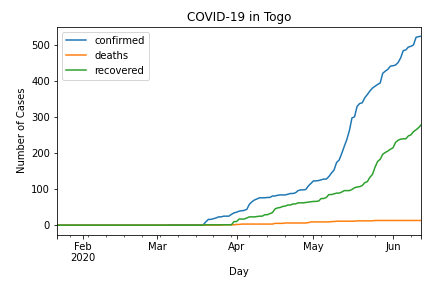 COVID-19 in Togo
confirmed
deaths
recovered
Number of Cases
500
400
300
200
100
0
Feb
2020
Mar
Apr
May
Jun
Day